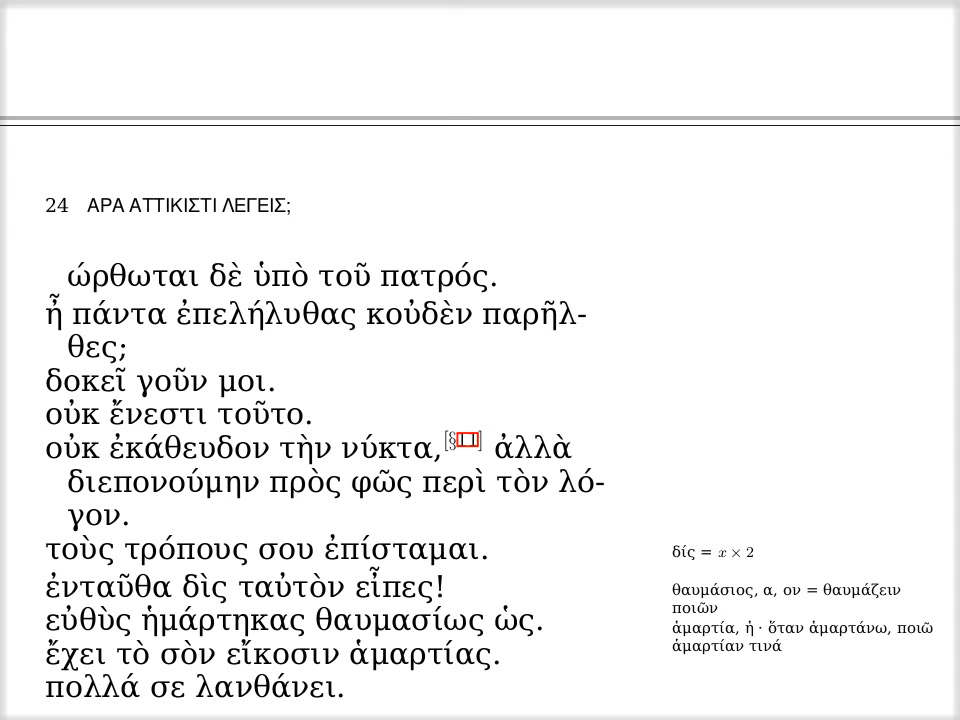 24 ΑΡΑ ΑΤΤΙΚΙΣΤΙ ΛΕΓΕΙΣ;
ώρθωται δὲ ὑπὸ τοῦ πατρός.
ἦ πάντα ἐπελήλυθας κοὐδὲν παρῆλ-
θες;
δοκεῖ γοῦν μοι.
οὐκ ἔνεστι τοῦτο.
οὐκ ἐκάθευδον τὴν νύκτα,[§11] ἀλλὰ
διεπονούμην πρὸς φῶς περὶ τὸν λό-
γον.
τοὺς τρόπους σου ἐπίσταμαι.
ἐνταῦθα δὶς ταὐτὸν εἶπες!
εὐθὺς ἡμάρτηκας θαυμασίως ὡς.
ἔχει τὸ σὸν εἴκοσιν ἁμαρτίας.
πολλά σε λανθάνει.
δίς = x × 2
θαυμάσιος, α, ον = θαυμάζειν
ποιῶν
ἁμαρτία, ἡ · ὅταν ἁμαρτάνω, ποιῶ
ἁμαρτίαν τινά